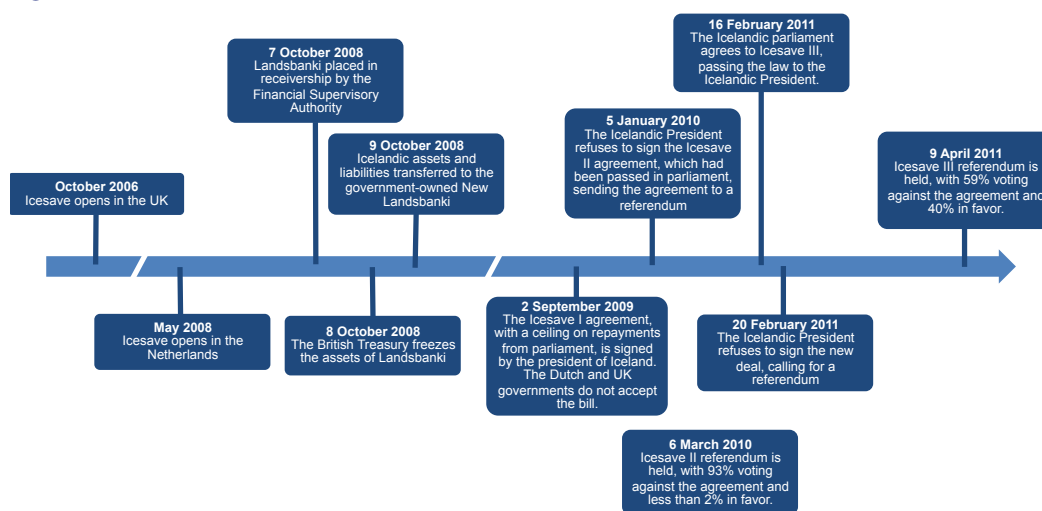 October 2006
Icesave opens in the UK
May 2008
Icesave opens in the
Netherlands
7 October 2008
Landsbanki placed in
receivership by the
Financial Supervisory
Authority
8 October 2008
The British Treasury freezes
the assets of Landsbanki
9 October 2008
Icelandic assets and
liabilities transferred to the
government-owned New
Landsbanki
2 September 2009
The Icesave I agreement,
with a ceiling on repayments
from parliament, is signed
by the president of Iceland.
The Dutch and UK
governments do not accept
the bill.
5 January 2010
The Icelandic President
refuses to sign the Icesave
II agreement, which had
been passed in parliament,
sending the agreement to a
referendum
6 March 2010
Icesave II referendum is
held, with 93% voting
against the agreement and
less than 2% in favor.
16 February 2011
The Icelandic parliament
agrees to Icesave III,
passing the law to the
Icelandic President.
20 February 2011
The Icelandic President
refuses to sign the new
deal, calling for a
referendum
9 April 2011
Icesave III referendum is
held, with 59% voting
against the agreement and
40% in favor.